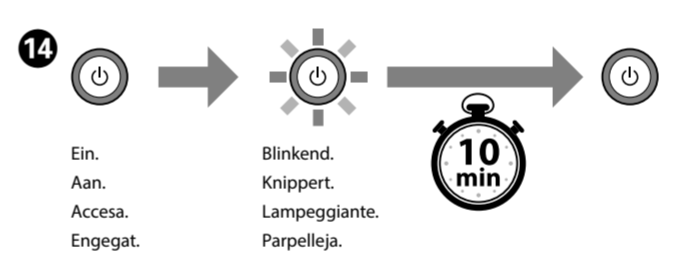 14
Ein.
Aan.
Accesa.
Engegat.
Blinkend.
Knippert.
Lampeggiante.
Parpelleja.
10
min